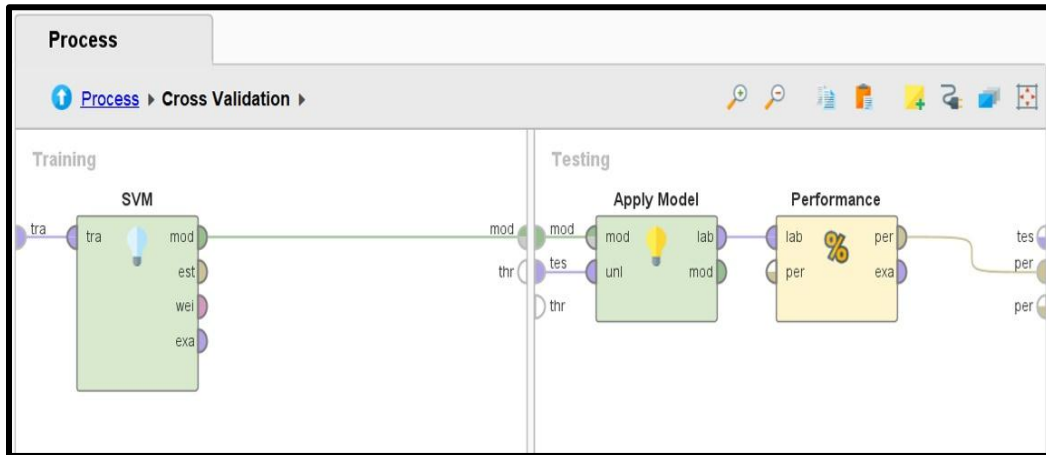 Process
Process ▸ Cross Validation ▸
Training
SVM
tra
tra
mod
est
wei
exa
mod
thr
Testing
Apply Model
Performance
mod
tes
thr
mod
unl
lab
mod
lab
per
per
exa
%
tes
per
per